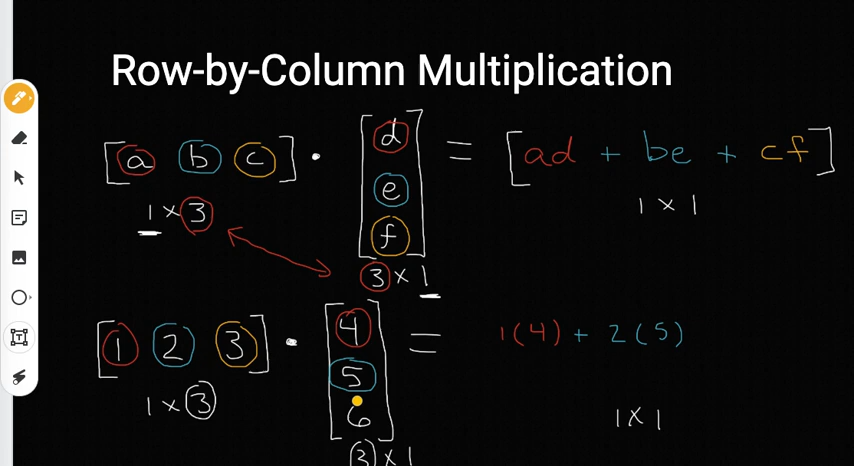 Row-by-Column Multiplication
[a b c] · [d e f] = [ad + be + cf]
1 × 3
3 × 1
1 × 1
[1 2 3] · [4 5 6] = 1(4) + 2(5)
1 × 3
3 × 1
1 × 1